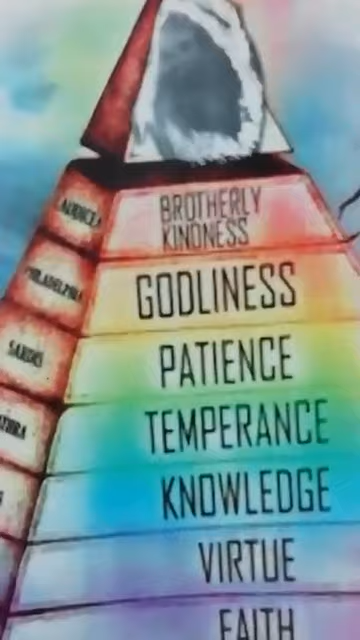 BROTHERLY
KINDNESS
PHILADELPHIA
GODLINESS
SARDIS
PATIENCE
TEMPERANCE
KNOWLEDGE
VIRTUE
FAITH